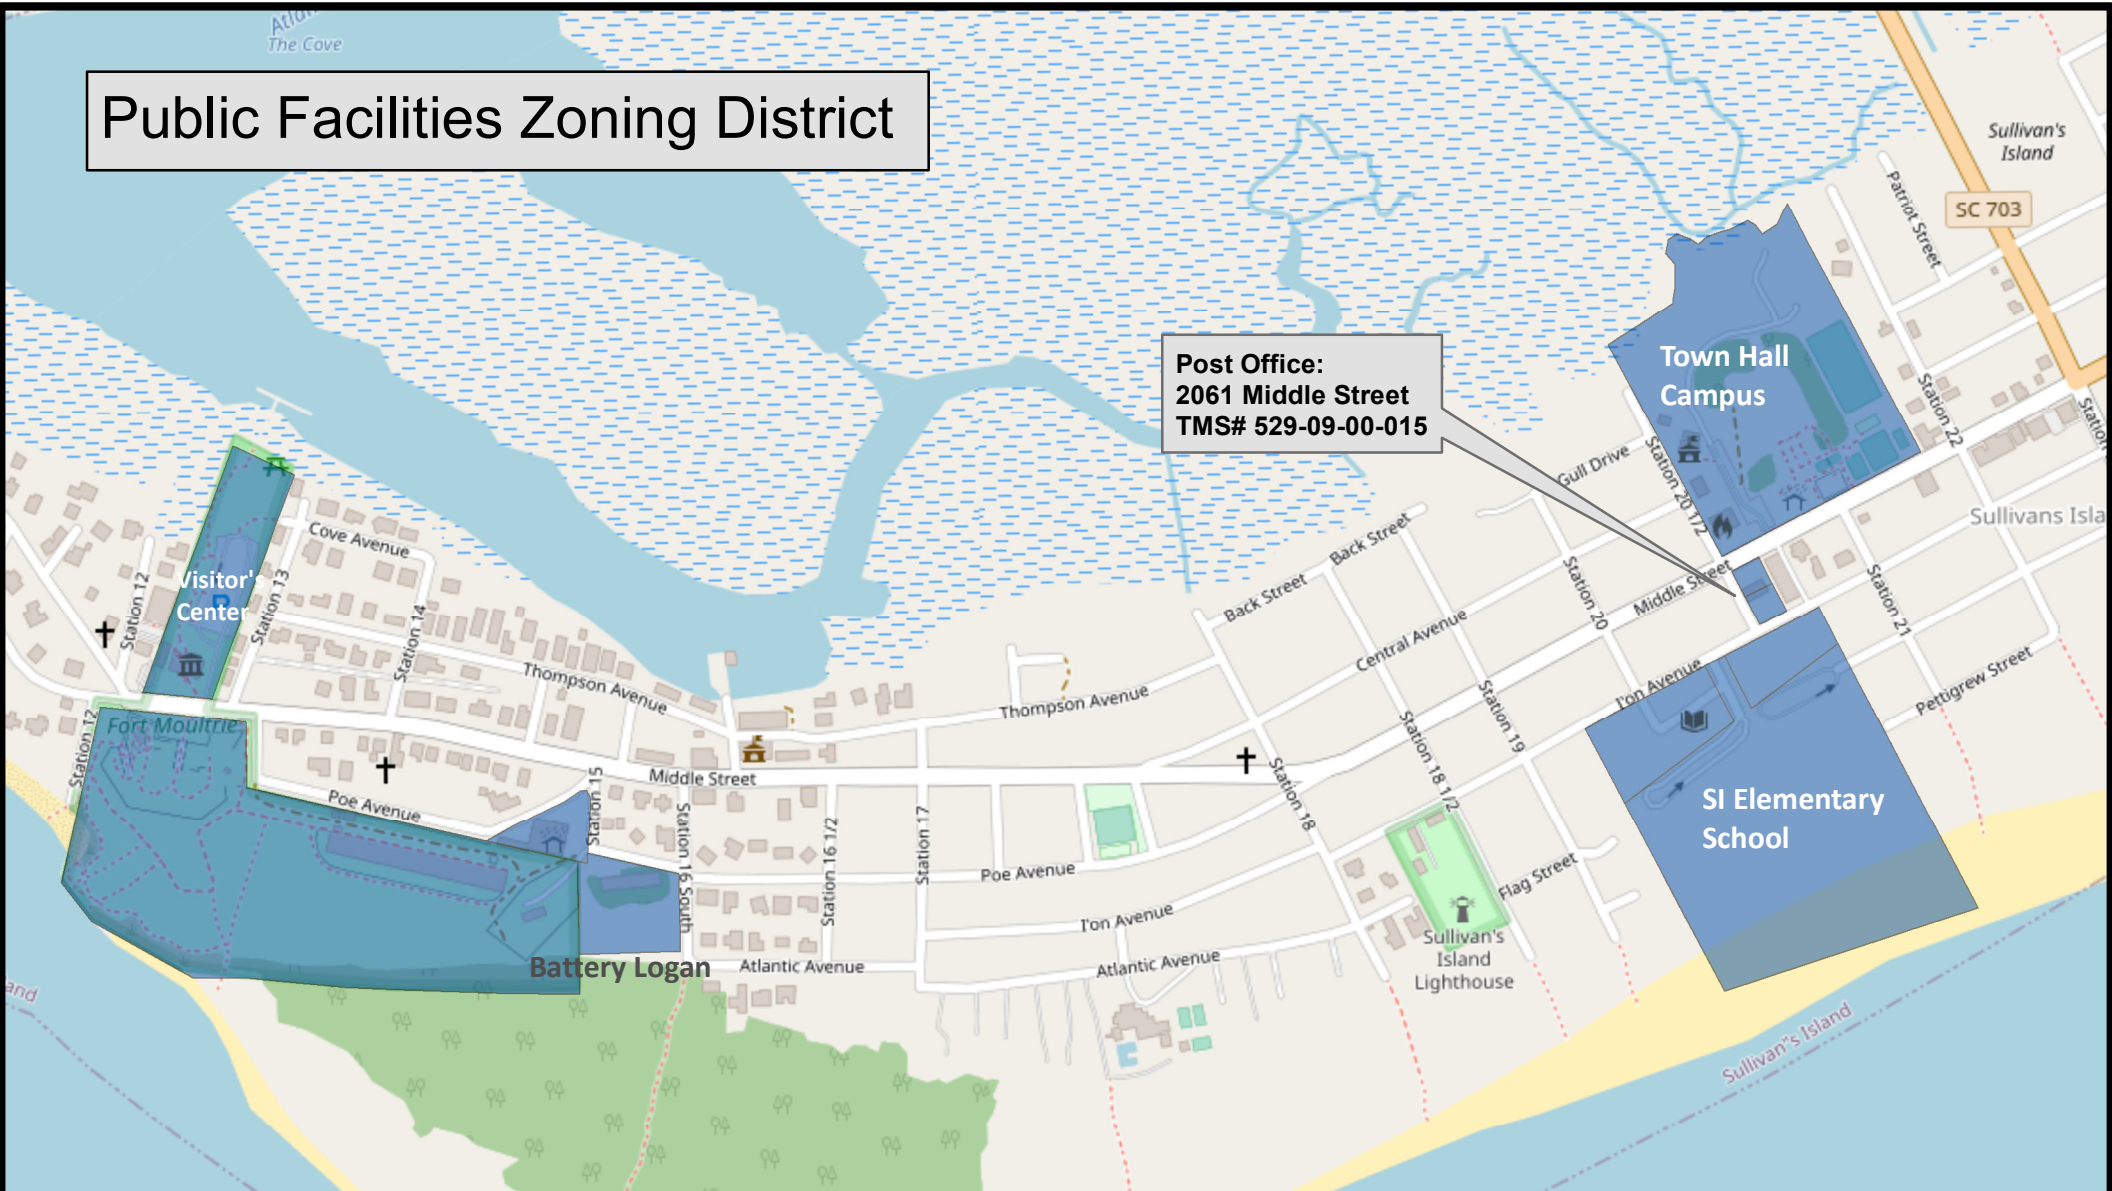 The Cove
Public Facilities Zoning District
Sullivan's
Island
SC 703
Patriot Street
Post Office:
2061 Middle Street
TMS# 529-09-00-015
Town Hall
Campus
Station 22
Station
Gull Drive
Station 20 1/2
Sullivans Isla
Back Street
Back Street
Cove Avenue
Station 12
Visitor's
Center
Station 13
Station 14
Station 20
Middle Street
Station 21
Central Avenue
Thompson Avenue
Thompson Avenue
I'on Avenue
Pettigrew Street
Station 12
Fort Moultrie
Station 18 1/2
Station 19
Middle Street
Station 15
Station 18
Poe Avenue
SI Elementary
School
Station 16 South
Station 16 1/2
Station 17
Poe Avenue
Flag Street
I'on Avenue
Sullivan's
Island
Lighthouse
Battery Logan
Atlantic Avenue
Atlantic Avenue
and
Sullivan"s Island